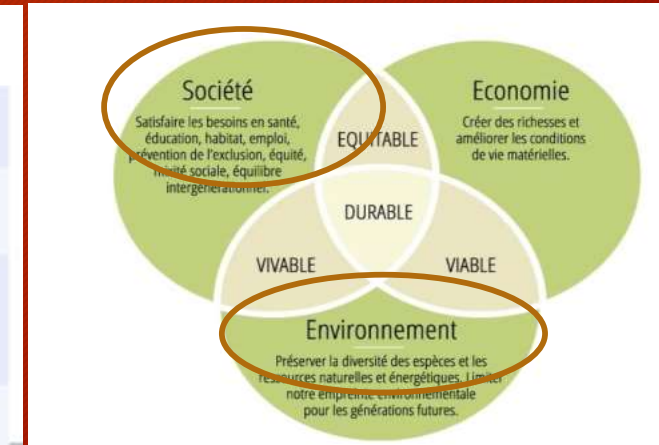 Société
Satisfaire les besoins en santé,
éducation, habitat, emploi,
prévention de l'exclusion, équité,
mixité sociale, équilibre
intergénérationnel.
EQUITABLE
Economie
Créer des richesses et
améliorer les conditions
de vie matérielles.
DURABLE
VIVABLE
VIABLE
Environnement
Préserver la diversité des espèces et les
ressources naturelles et énergétiques. Limiter
notre empreinte environnementale
pour les générations futures.